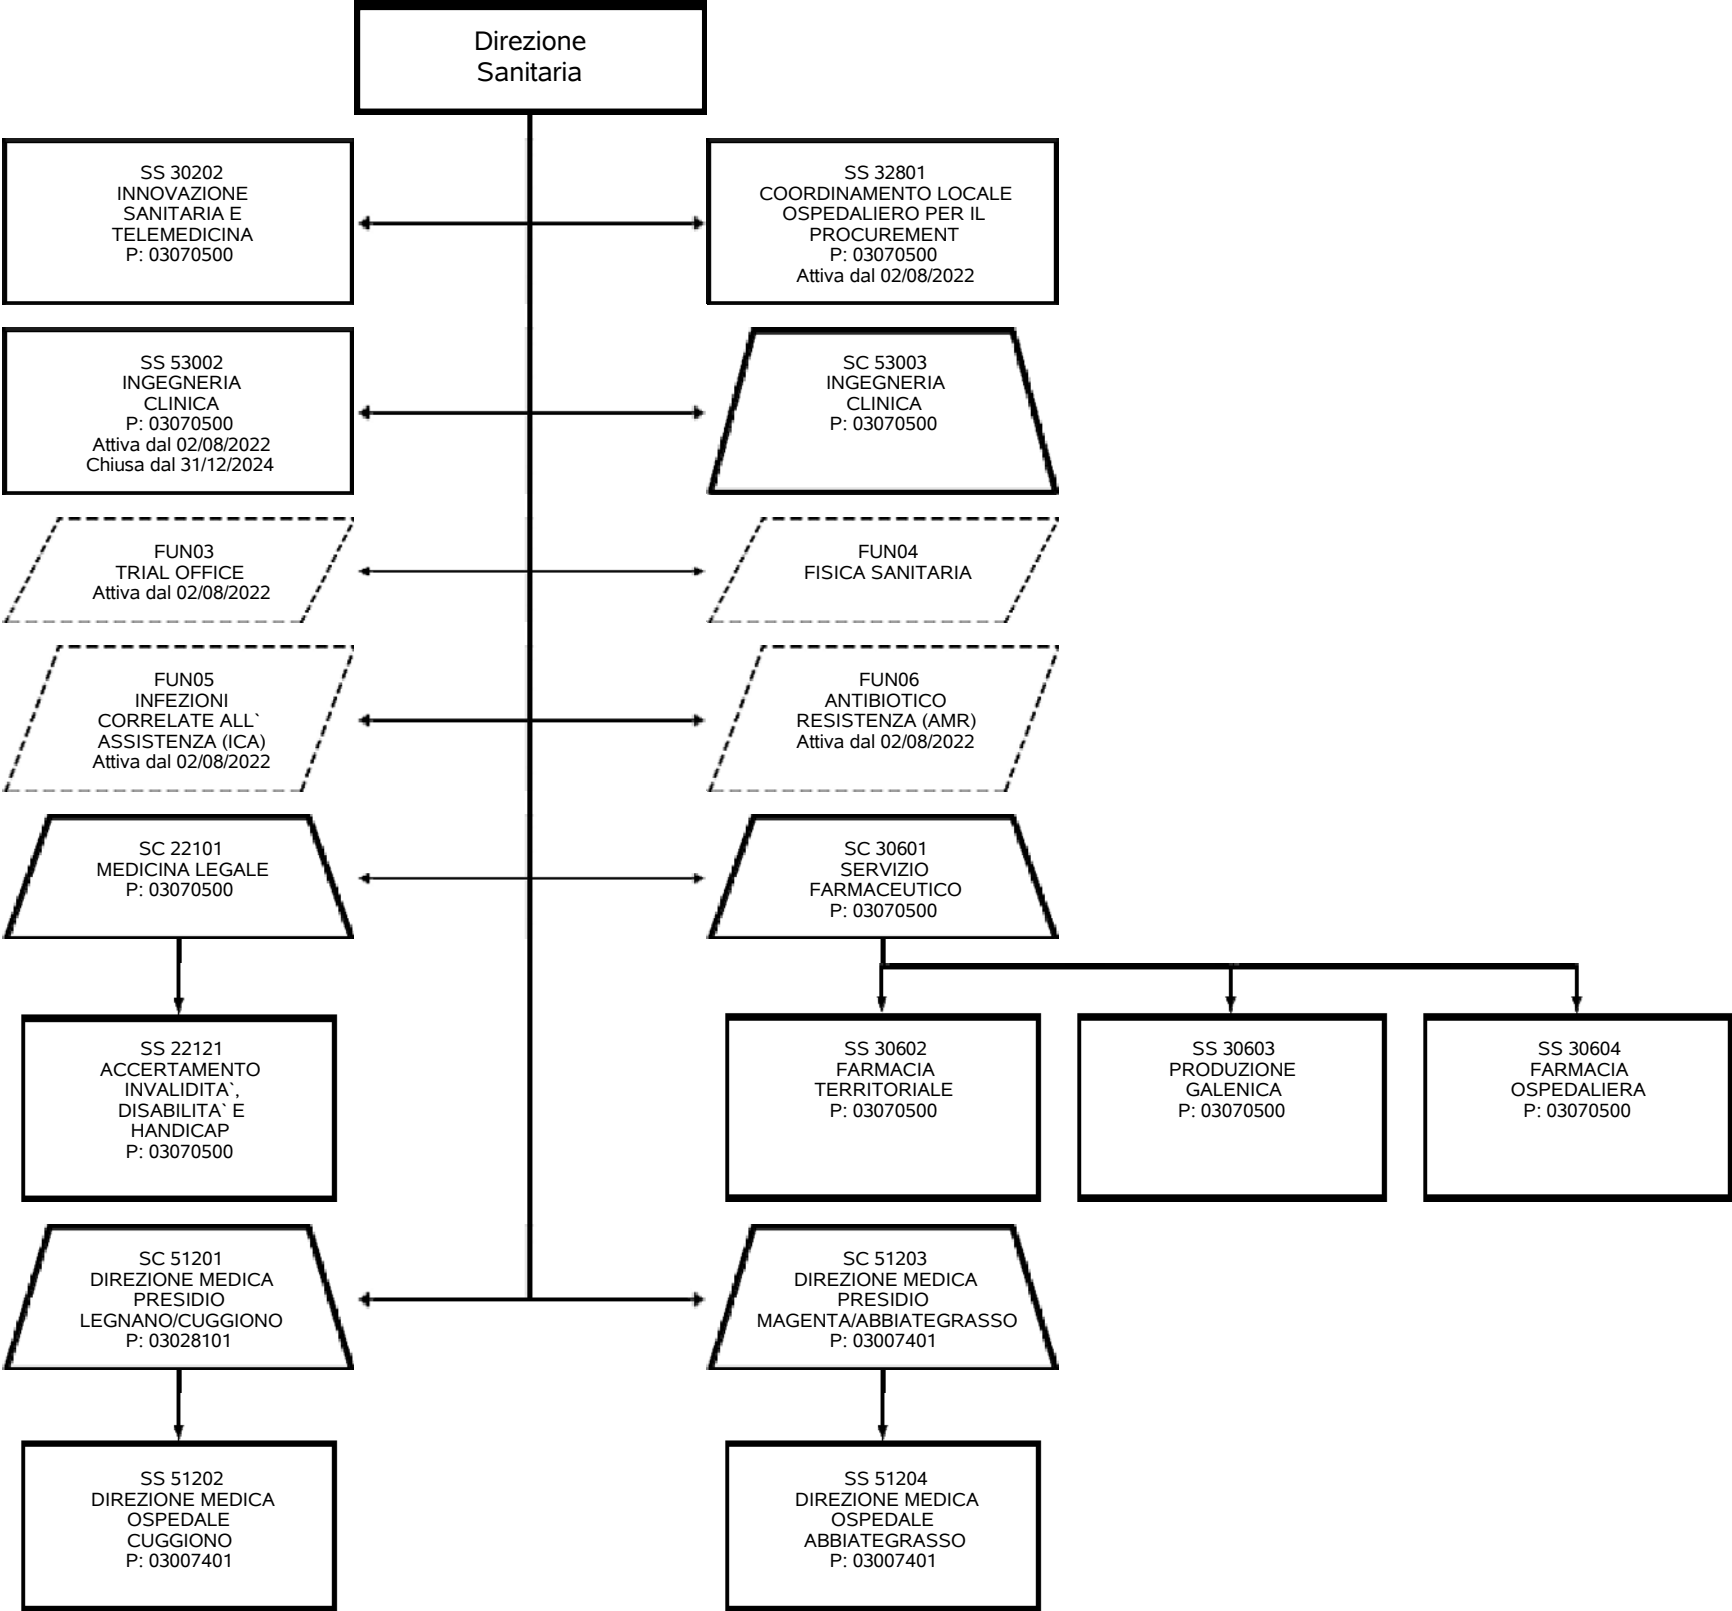 Direzione
Sanitaria
SS 30202
INNOVAZIONE
SANITARIA E
TELEMEDICINA
P: 03070500
SS 32801
COORDINAMENTO LOCALE
OSPEDALIERO PER IL
PROCUREMENT
P: 03070500
Attiva dal 02/08/2022
SS 53002
INGEGNERIA
CLINICA
P: 03070500
Attiva dal 02/08/2022
Chiusa dal 31/12/2024
SC 53003
INGEGNERIA
CLINICA
P: 03070500
FUN03
TRIAL OFFICE
Attiva dal 02/08/2022
FUN04
FISICA SANITARIA
FUN05
INFEZIONI
CORRELATE ALL`
ASSISTENZA (ICA)
Attiva dal 02/08/2022
FUN06
ANTIBIOTICO
RESISTENZA (AMR)
Attiva dal 02/08/2022
SC 22101
MEDICINA LEGALE
P: 03070500
SC 30601
SERVIZIO
FARMACEUTICO
P: 03070500
SS 22121
ACCERTAMENTO
INVALIDITA`,
DISABILITA` E
HANDICAP
P: 03070500
SS 30602
FARMACIA
TERRITORIALE
P: 03070500
SS 30603
PRODUZIONE
GALENICA
P: 03070500
SS 30604
FARMACIA
OSPEDALIERA
P: 03070500
SC 51201
DIREZIONE MEDICA
PRESIDIO
LEGNANO/CUGGIONO
P: 03028101
SC 51203
DIREZIONE MEDICA
PRESIDIO
MAGENTA/ABBIATEGRASSO
P: 03007401
SS 51202
DIREZIONE MEDICA
OSPEDALE
CUGGIONO
P: 03007401
SS 51204
DIREZIONE MEDICA
OSPEDALE
ABBIATEGRASSO
P: 03007401